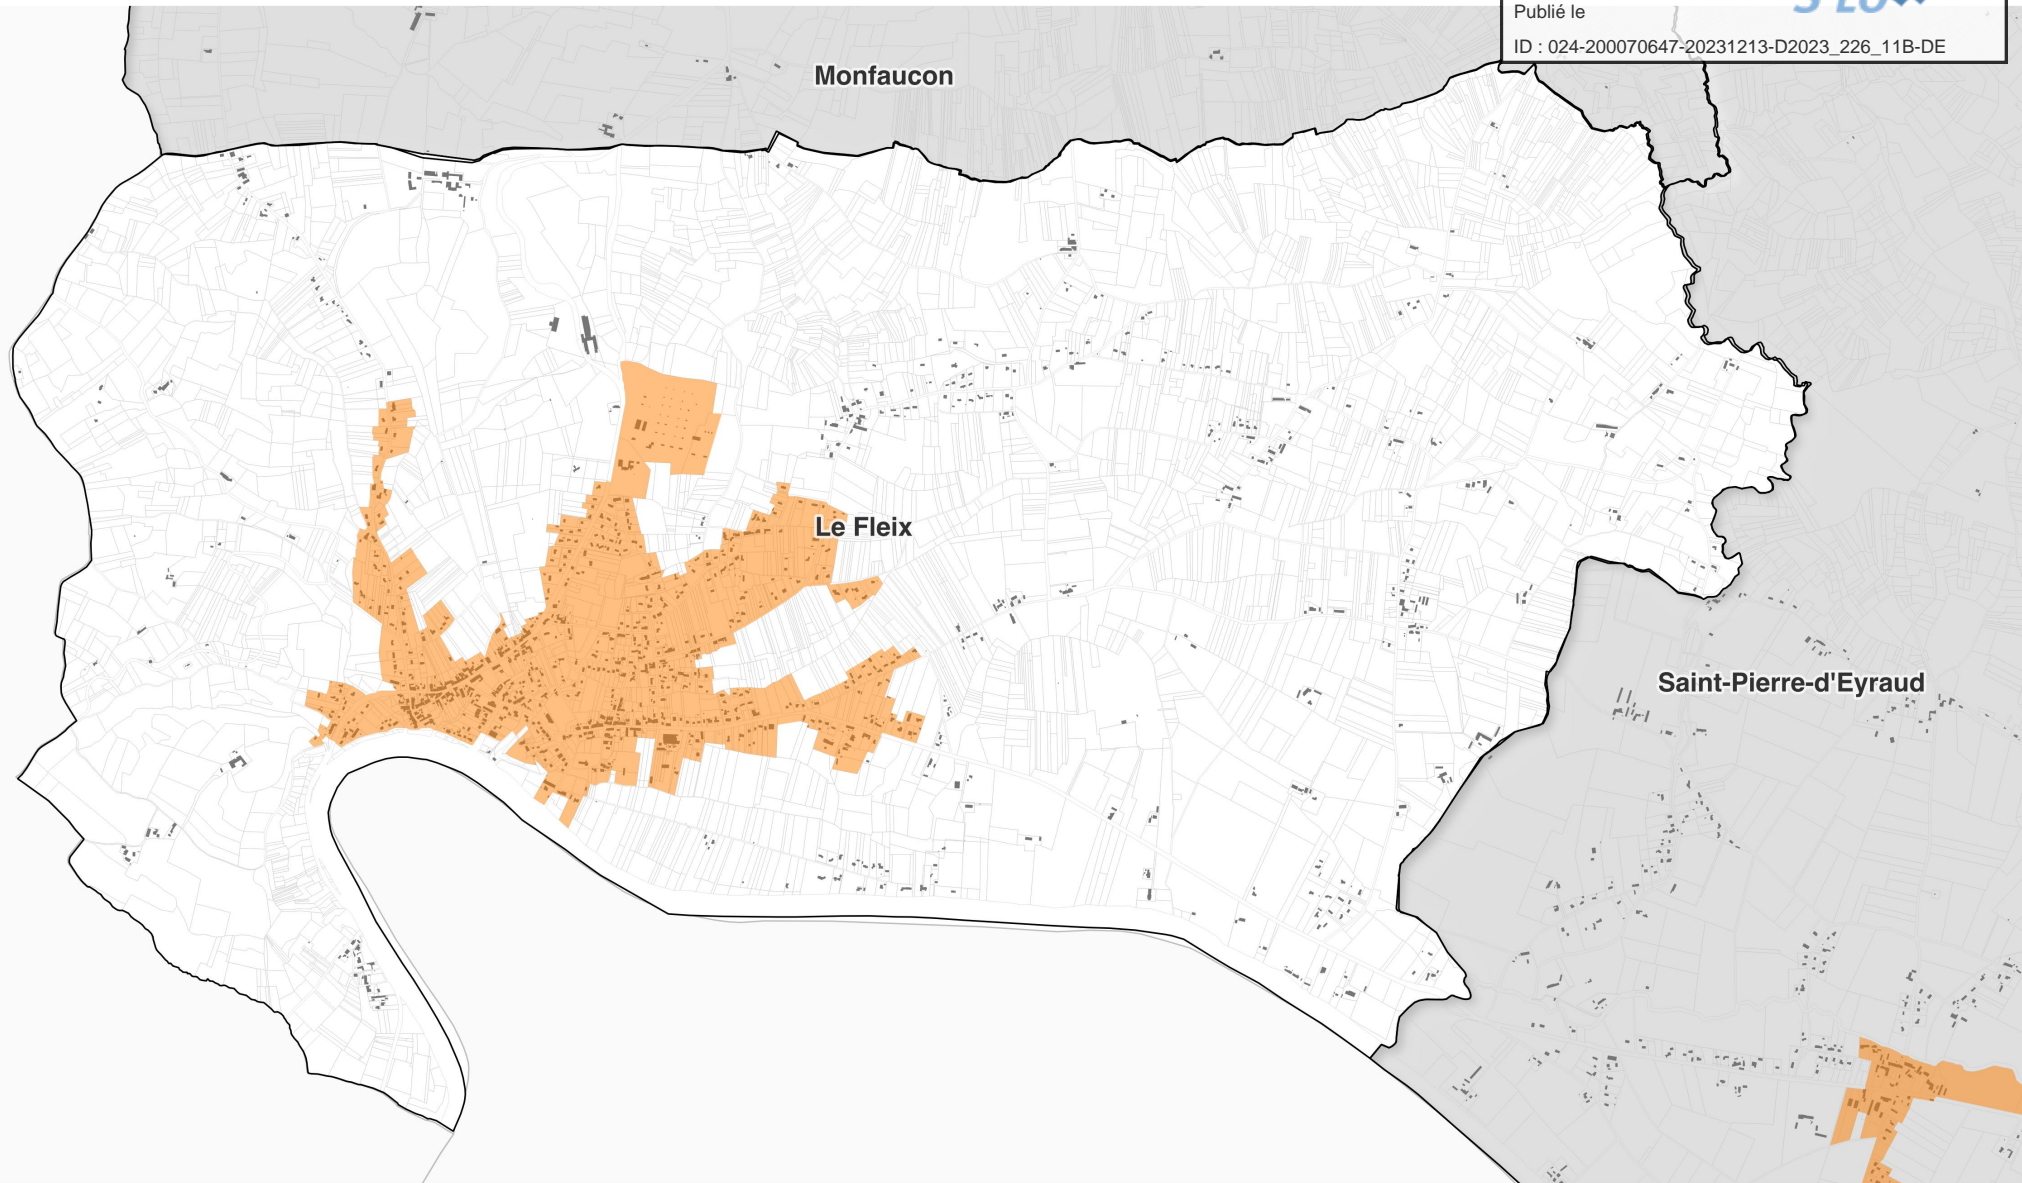 Publié le
ID : 024-200070647-20231213-D2023_226_11B-DE
Monfaucon
Le Fleix
Saint-Pierre-d'Eyraud